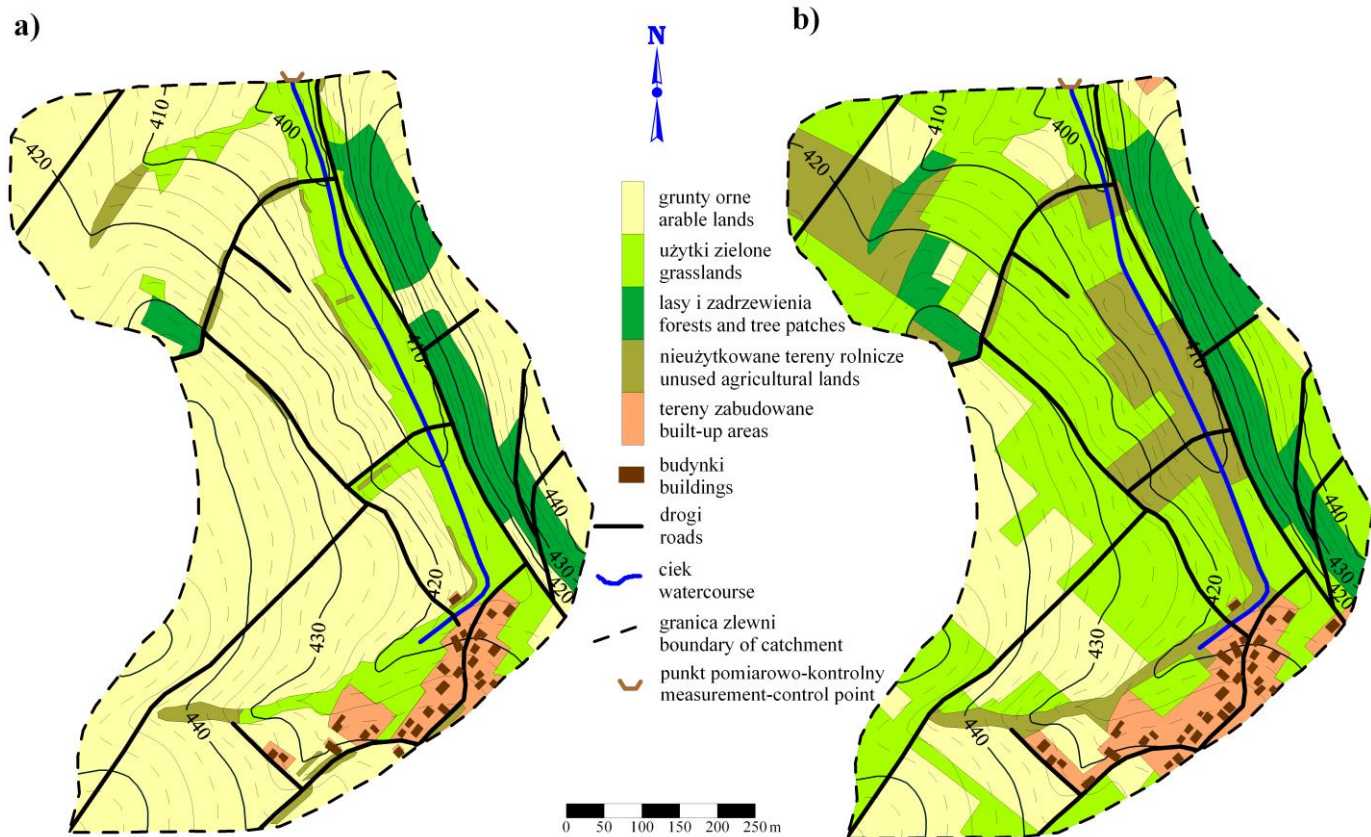 a)
N
b)
410
400
420
410
420
430
440
440
430
420
grunty orne
arable lands
użytki zielone
grasslands
lasy i zadrzewienia
forests and tree patches
nieużytkowane tereny rolnicze
unused agricultural lands
tereny zabudowane
built-up areas
budynki
buildings
drogi
roads
ciek
watercourse
granica zlewni
boundary of catchment
punkt pomiarowo-kontrolny
measurement-control point
0 50 100 150 200 250 m
410
400
420
410
420
430
440
440
430
420